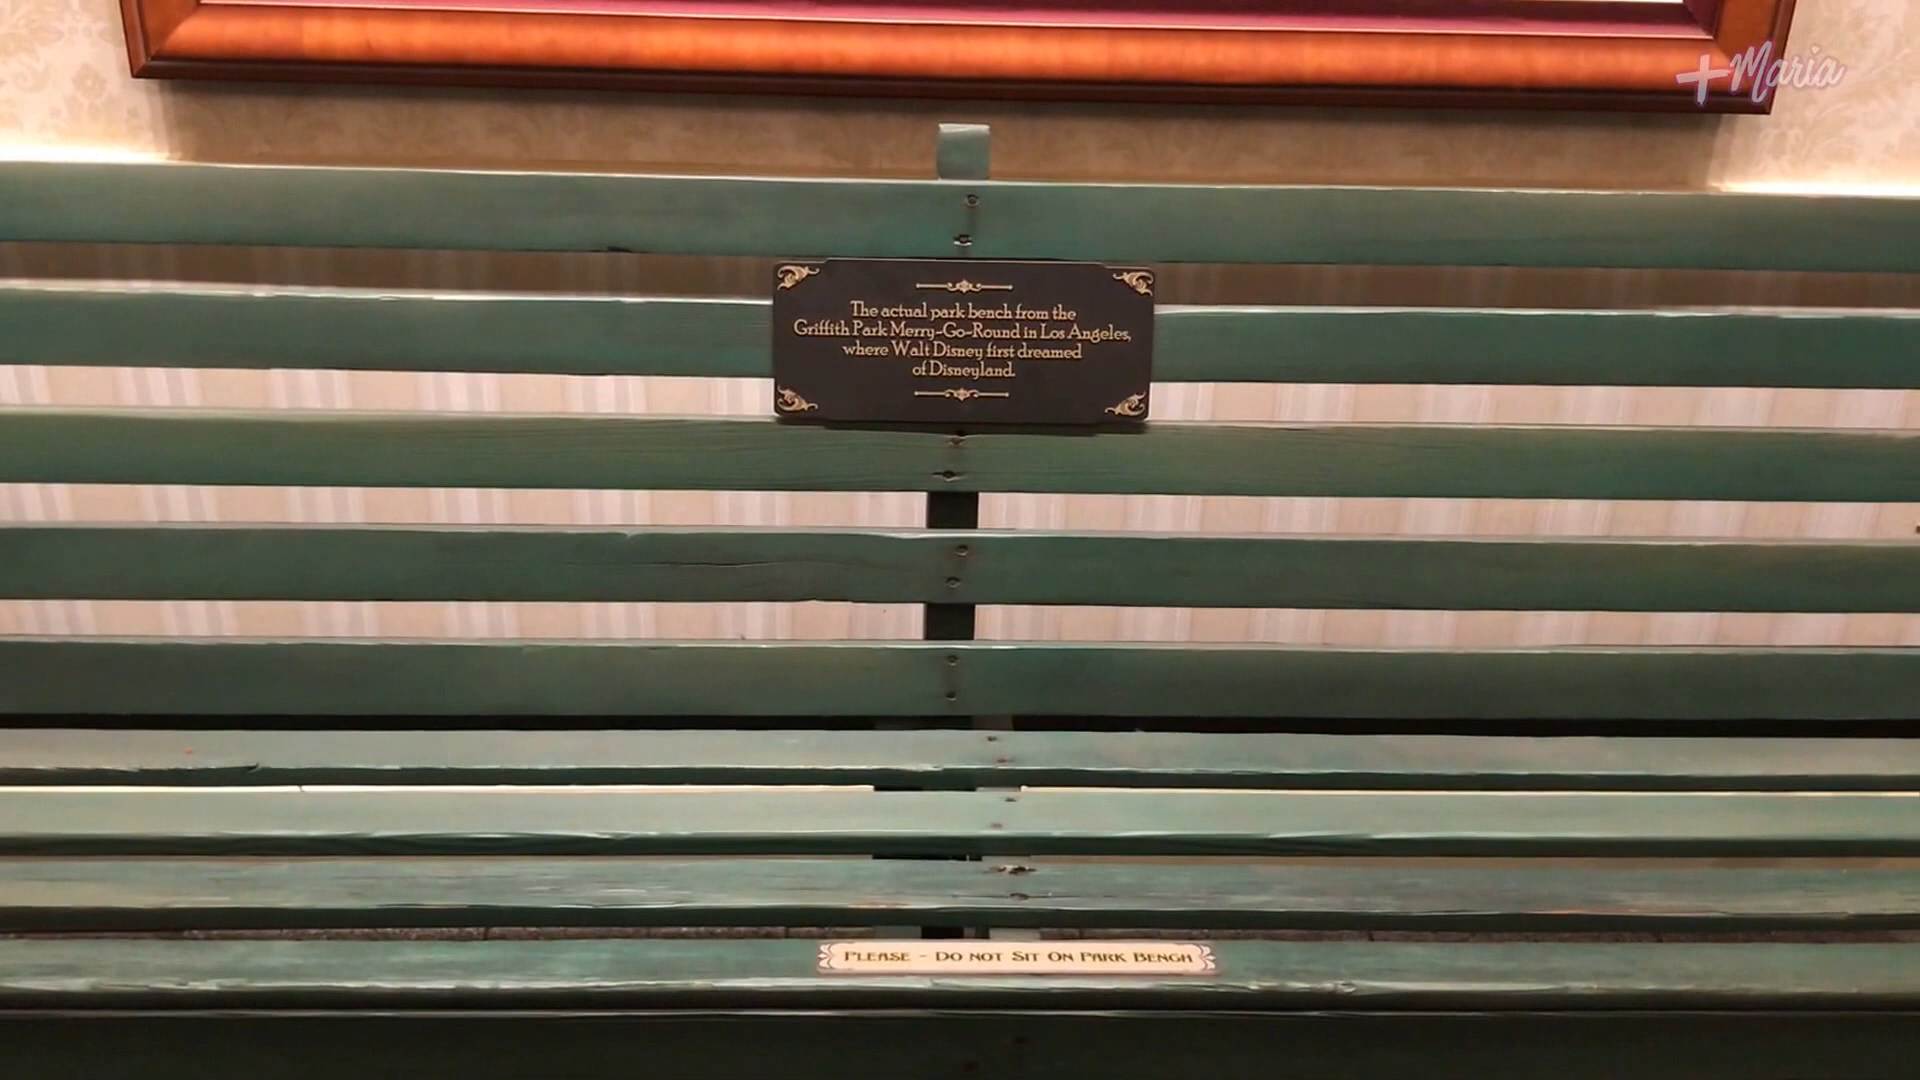 +Maria
The actual park bench from the
Griffith Park Merry-Go-Round in Los Angeles,
where Walt Disney first dreamed
of Disneyland.
PLEASE - DO NOT SIT ON PARK BENCH